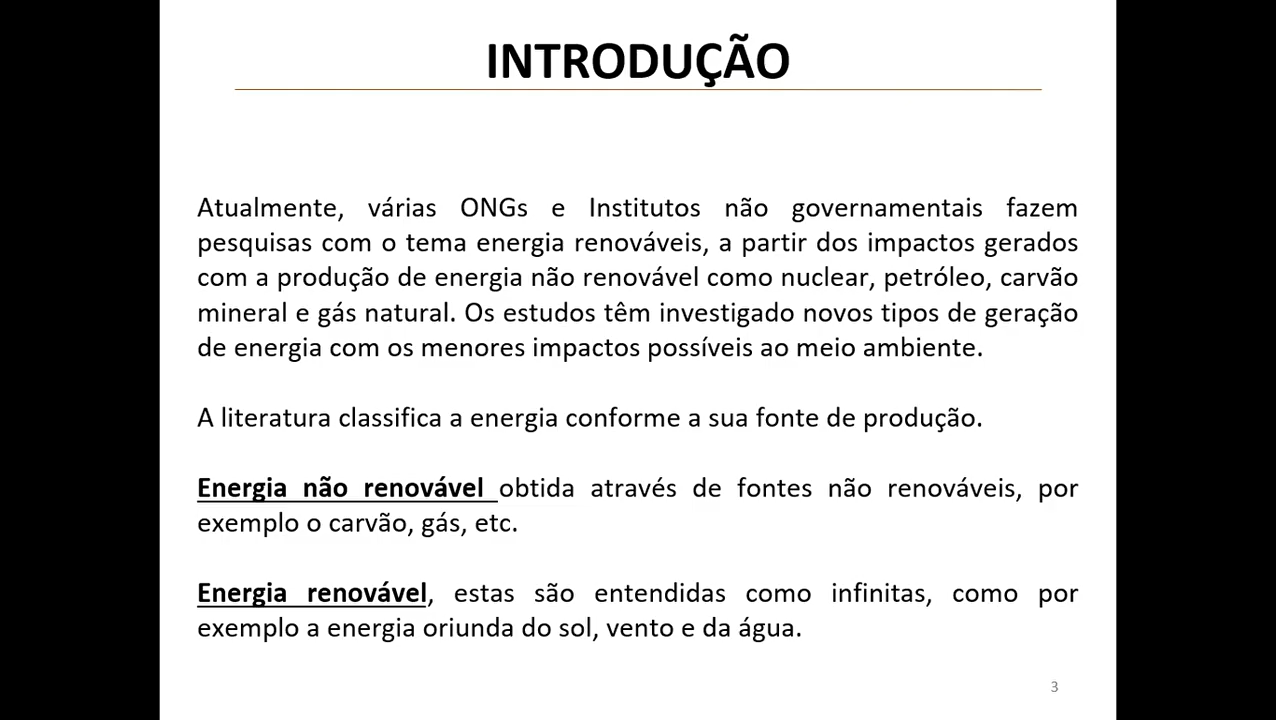 INTRODUÇÃO
Atualmente, várias ONGs e Institutos não governamentais fazem
pesquisas com o tema energia renováveis, a partir dos impactos gerados
com a produção de energia não renovável como nuclear, petróleo, carvão
mineral e gás natural. Os estudos têm investigado novos tipos de geração
de energia com os menores impactos possíveis ao meio ambiente.
A literatura classifica a energia conforme a sua fonte de produção.
Energia não renovável obtida através de fontes não renováveis, por
exemplo o carvão, gás, etc.
Energia renovável, estas são entendidas como infinitas, como por
exemplo a energia oriunda do sol, vento e da água.
3